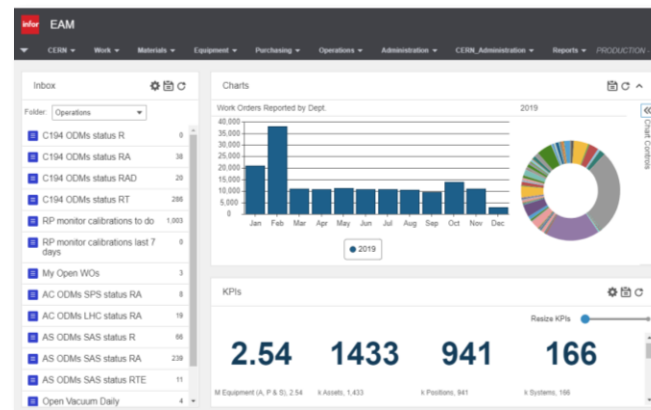 infor EAM
CERN Work Materials Equipment Purchasing Operations Administration CERN_Administration Reports PRODUCTION -
Inbox
Folder: Operations
C194 ODMs status R 0
C194 ODMs status RA 38
C194 ODMs status RAD 20
C194 ODMs status RT 286
RP monitor calibrations to do 1,003
RP monitor calibrations last 7 days 0
My Open WOs 3
AC ODMs SPS status RA 8
AC ODMs LHC status RA 19
AS ODMs SAS status R 66
AS ODMs SAS status RA 239
AS ODMs SAS status RTE 11
Open Vacuum Daily 4
Charts
Work Orders Reported by Dept.
2019
40,000
35,000
30,000
25,000
20,000
15,000
10,000
5,000
0
Jan Feb Mar Apr May Jun Jul Aug Sep Oct Nov Dec
2019
Chart Controls
KPIs
Resize KPIs
2.54 1433 941 166
M Equipment (A, P & S), 2.54 k Assets, 1,433 k Positions, 941 k Systems, 166